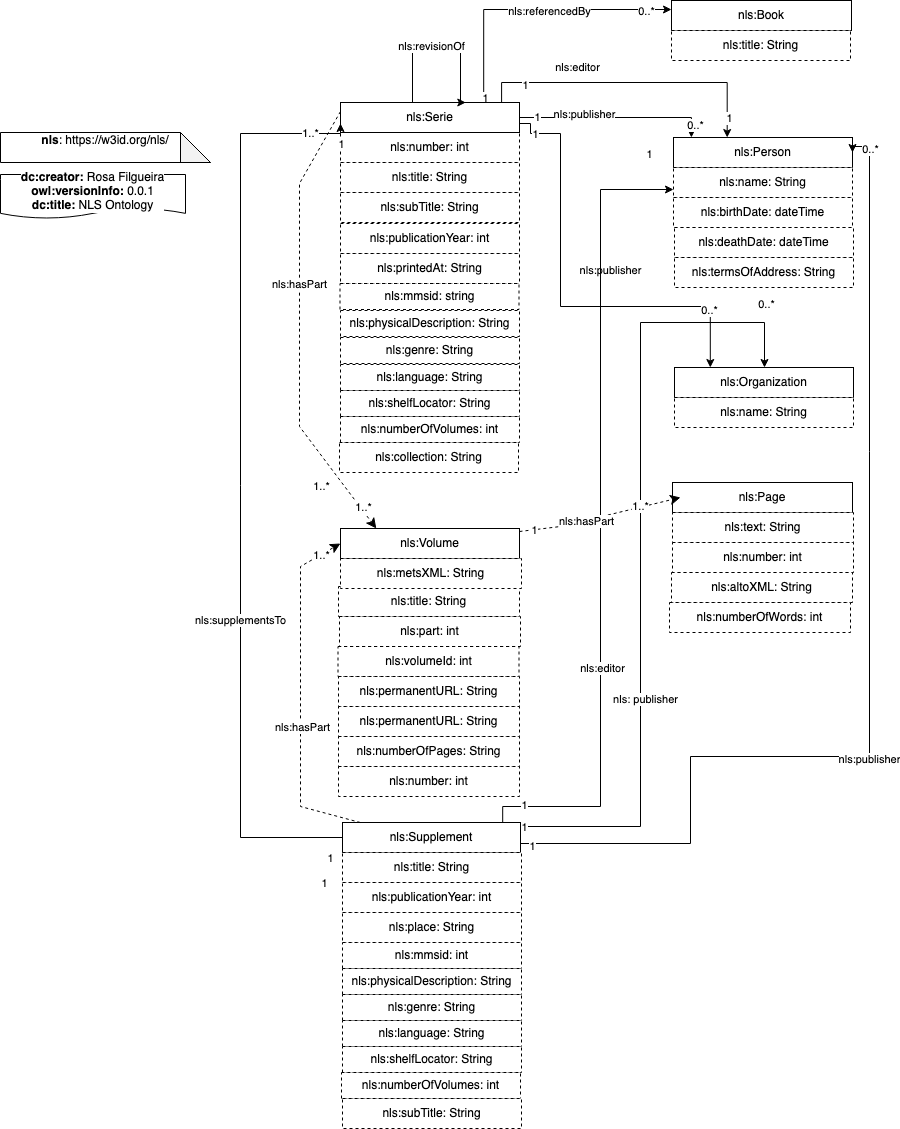 nls:referencedBy
0..*
nls:Book
nls:title: String
nls:revisionOf
nls:editor
1
1
nls:Serie
1
nls:publisher
0..*
1
1..*
1
1
nls: https://w3id.org/nls/
dc:creator: Rosa Filgueira
owl:versionInfo: 0.0.1
dc:title: NLS Ontology
nls:number: int
nls:title: String
nls:subTitle: String
nls:publicationYear: int
nls:printedAt: String
nls:mmsid: string
nls:physicalDescription: String
nls:genre: String
nls:language: String
nls:shelfLocator: String
nls:numberOfVolumes: int
nls:collection: String
1
nls:Person
0..*
nls:name: String
nls:birthDate: dateTime
nls:deathDate: dateTime
nls:termsOfAddress: String
nls:hasPart
nls:publisher
0..*
0..*
nls:Organization
nls:name: String
1..*
1..*
nls:Volume
1
nls:hasPart
1..*
nls:Page
nls:text: String
nls:number: int
nls:altoXML: String
nls:numberOfWords: int
1..*
nls:metsXML: String
nls:title: String
nls:part: int
nls:volumeId: int
nls:permanentURL: String
nls:permanentURL: String
nls:numberOfPages: String
nls:number: int
nls:supplementsTo
nls:hasPart
nls:editor
nls: publisher
nls:publisher
1
1
1
nls:Supplement
1
1
nls:title: String
nls:publicationYear: int
nls:place: String
nls:mmsid: int
nls:physicalDescription: String
nls:genre: String
nls:language: String
nls:shelfLocator: String
nls:numberOfVolumes: int
nls:subTitle: String